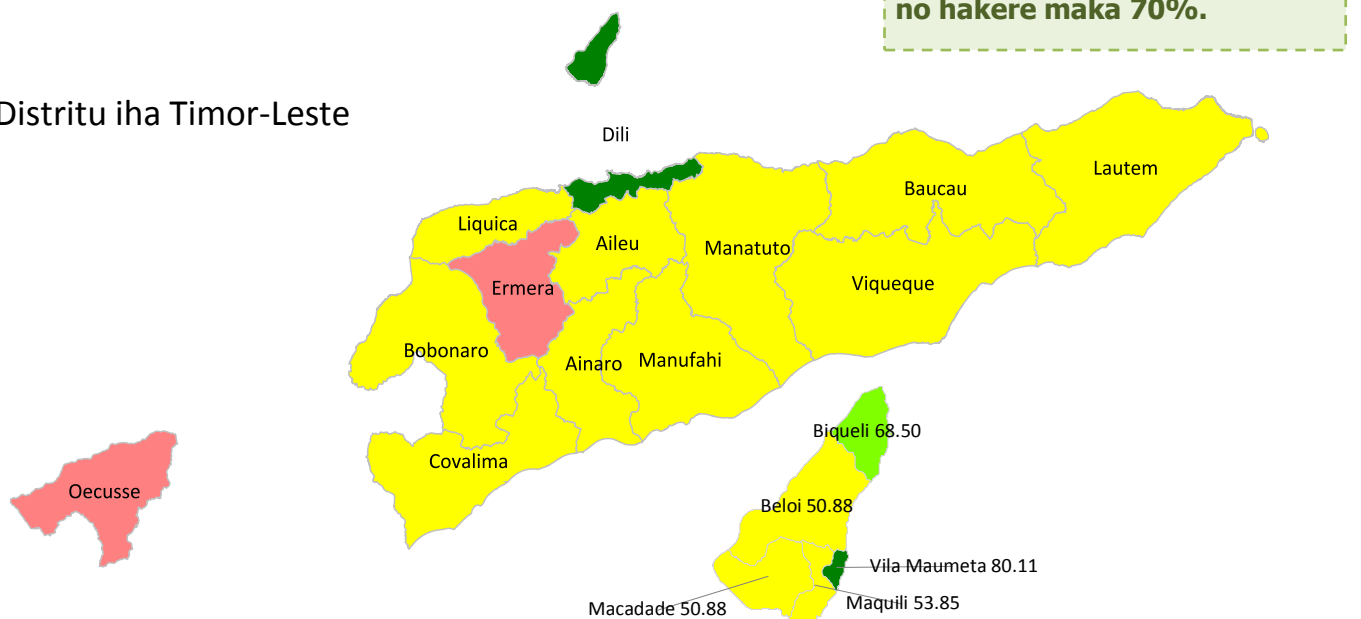 no hakere maka 70%.
Distritu iha Timor-Leste
Dili
Lautem
Baucau
Liquica
Aileu
Manatuto
Viqueque
Ermera
Bobonaro
Ainaro
Manufahi
Covalima
Oecusse
Biqueli 68.50
Beloi 50.88
Vila Maumeta 80.11
Macadade 50.88
Maquili 53.85